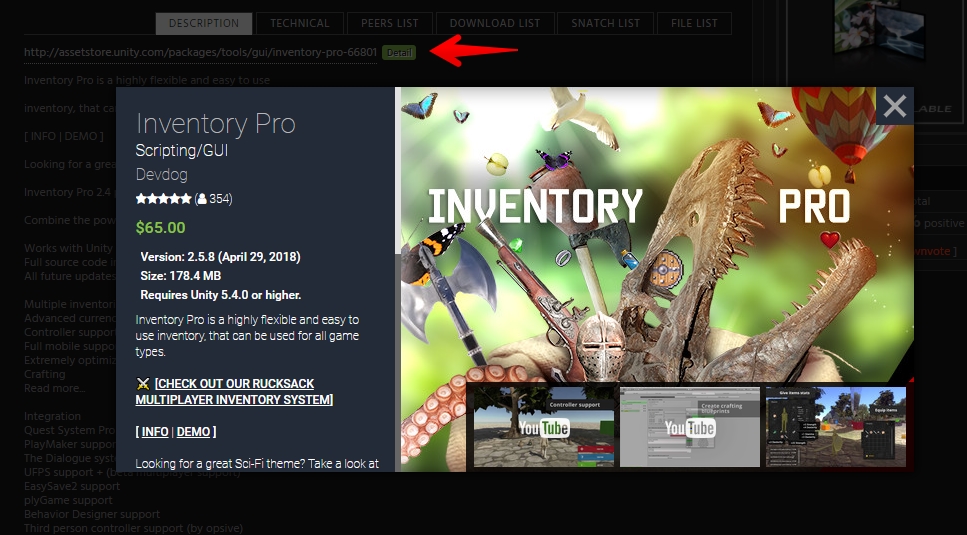 DESCRIPTION
TECHNICAL
PEERS LIST
DOWNLOAD LIST
SNATCH LIST
FILE LIST
http://assetstore.unity.com/packages/tools/gui/inventory-pro-66801 Detail
Inventory Pro is a highly flexible and easy to use
inventory, that ca
[ INFO | DEMO ]
Looking for a grea
Inventory Pro 2.4
Combine the pow
Works with Unity
Full source code i
All future updates
Multiple inventori
Advanced curren
Controller support
Full mobile suppo
Extremely optimiz
Crafting
Read more...
Integration
Quest System Pro
PlayMaker suppor
The Dialogue syst
UFPS support + (beta multiplayer support)
EasySave2 support
plyGame support
Behavior Designer support
Third person controller support (by opsive)
Inventory Pro
Scripting/GUI
Devdog
★★★★★ ( 354)
$65.00
Version: 2.5.8 (April 29, 2018)
Size: 178.4 MB
Requires Unity 5.4.0 or higher.
Inventory Pro is a highly flexible and easy to
use inventory, that can be used for all game
types.
⚔ [CHECK OUT OUR RUCKSACK
MULTIPLAYER INVENTORY SYSTEM]
[ INFO | DEMO ]
Looking for a great Sci-Fi theme? Take a look at
INVENTORY PRO
Controller support
YouTube
Create crafting
blueprints
YouTube
Give items stats
Equip items
ABLE
tal
positive
wnvote ]